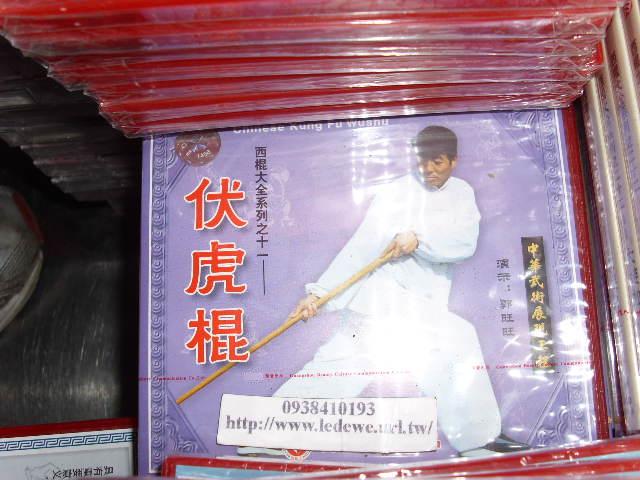 Chinese Kung Fu Wushu
西棍大全系列之十一——
伏虎棍
中華武術展現工程
演示：郭旺旺
0938410193
http://www.ledewe.url.tw/